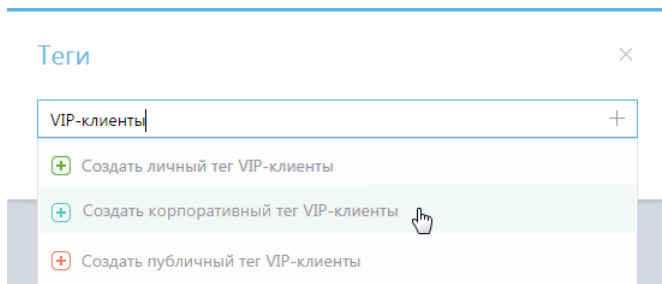 Теги
VIP-клиенты
Создать личный тег VIP-клиенты
Создать корпоративный тег VIP-клиенты
Создать публичный тег VIP-клиенты